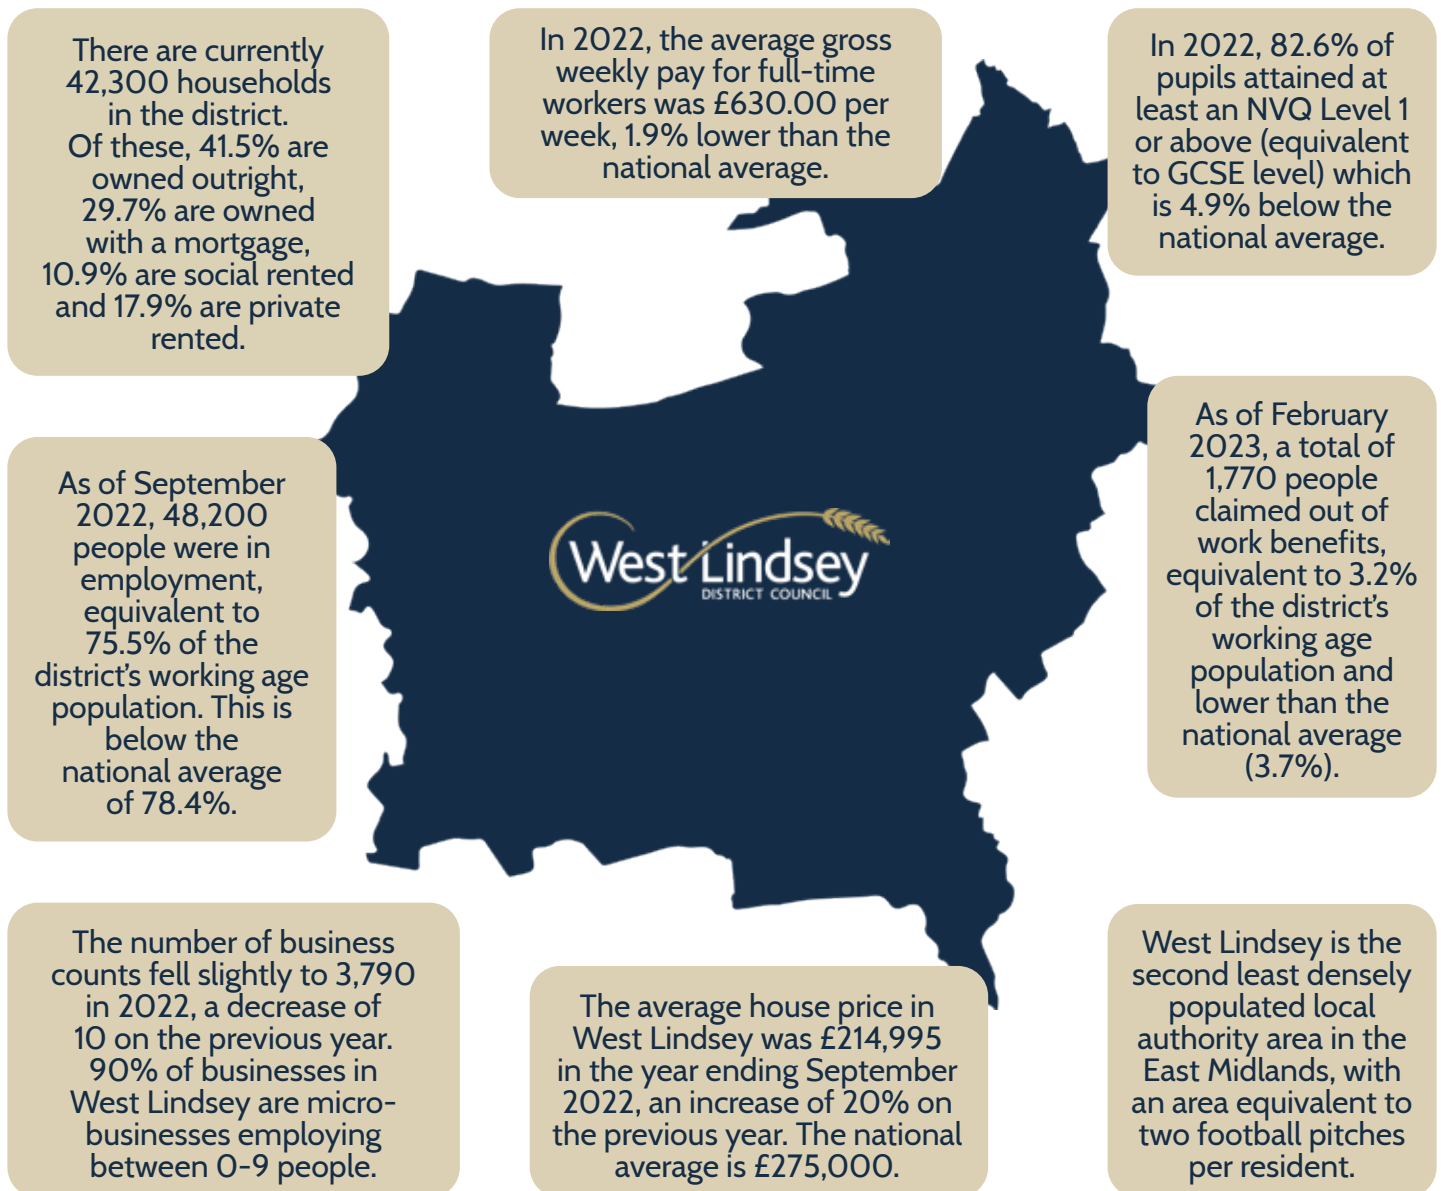 There are currently
42,300 households
in the district.
Of these, 41.5% are
owned outright,
29.7% are owned
with a mortgage,
10.9% are social rented
and 17.9% are private
rented.
In 2022, the average gross
weekly pay for full-time
workers was £630.00 per
week, 1.9% lower than the
national average.
In 2022, 82.6% of
pupils attained at
least an NVQ Level 1
or above (equivalent
to GCSE level) which
is 4.9% below the
national average.
As of September
2022, 48,200
people were in
employment,
equivalent to
75.5% of the
district's working age
population. This is
below the
national average
of 78.4%.
West Lindsey
DISTRICT COUNCIL
As of February
2023, a total of
1,770 people
claimed out of
work benefits,
equivalent to 3.2%
of the district's
working age
population and
lower than the
national average
(3.7%).
The number of business
counts fell slightly to 3,790
in 2022, a decrease of
10 on the previous year.
90% of businesses in
West Lindsey are micro-
businesses employing
between 0-9 people.
The average house price in
West Lindsey was £214,995
in the year ending September
2022, an increase of 20% on
the previous year. The national
average is £275,000.
West Lindsey is the
second least densely
populated local
authority area in the
East Midlands, with
an area equivalent to
two football pitches
per resident.